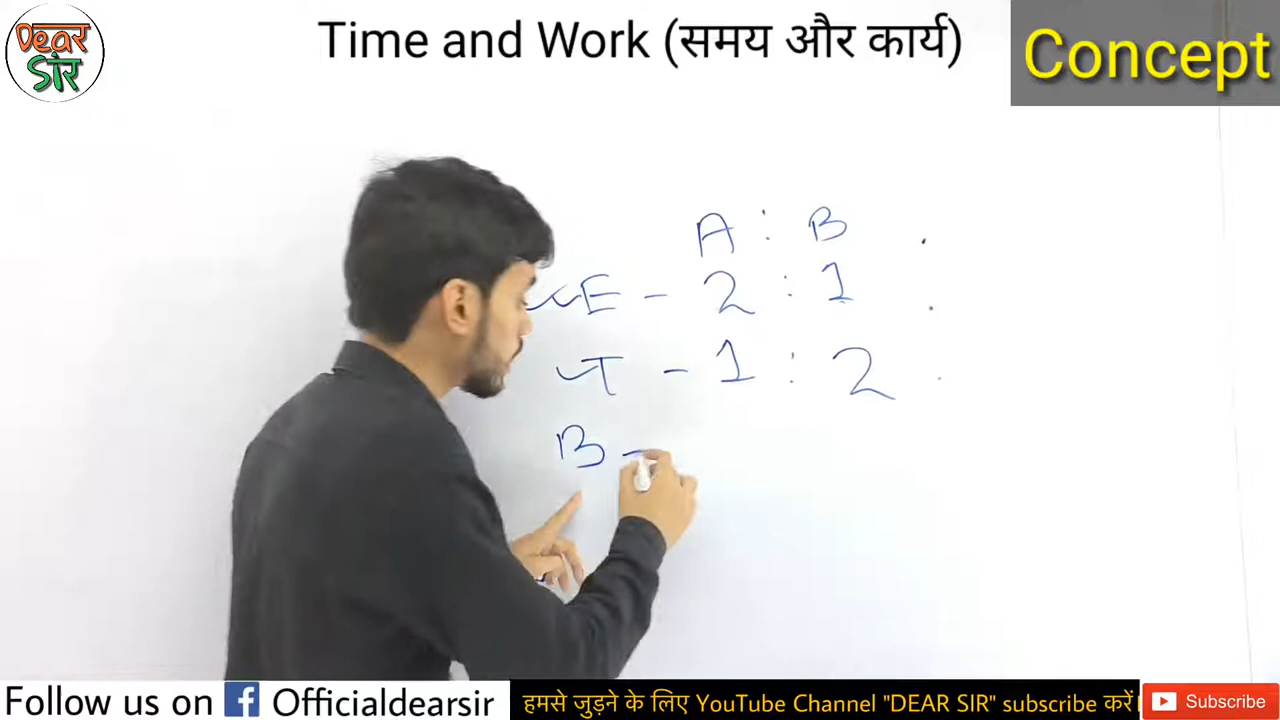 Dear
Sir
Time and Work (समय और कार्य)
Concept
A : B
E - 2 : 1
T - 1 : 2
B -
Follow us on f Officialdearsir
हमसे जुड़ने के लिए YouTube Channel "DEAR SIR" subscribe करें।
Subscribe